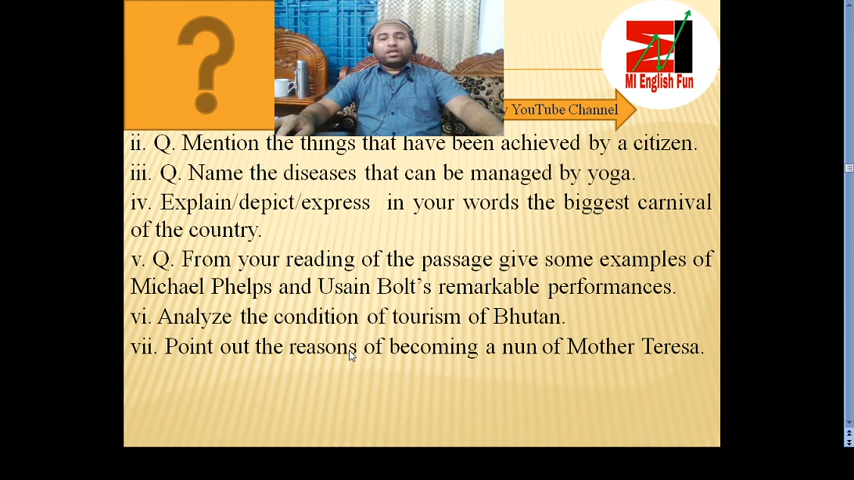 ?
MI English Fun
YouTube Channel
ii. Q. Mention the things that have been achieved by a citizen.
iii. Q. Name the diseases that can be managed by yoga.
iv. Explain/depict/express in your words the biggest carnival
of the country.
v. Q. From your reading of the passage give some examples of
Michael Phelps and Usain Bolt's remarkable performances.
vi. Analyze the condition of tourism of Bhutan.
vii. Point out the reasons of becoming a nun of Mother Teresa.